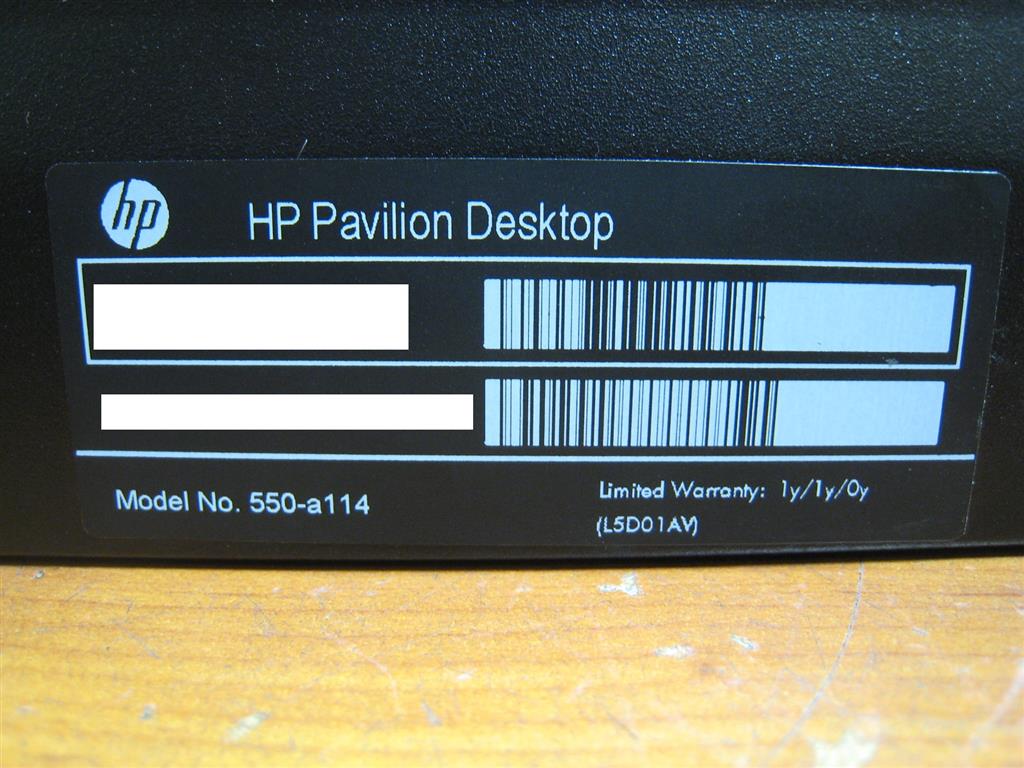 hp
HP Pavilion Desktop
Model No. 550-a114
Limited Warranty: 1y/1y/0y
(L5D01AV)